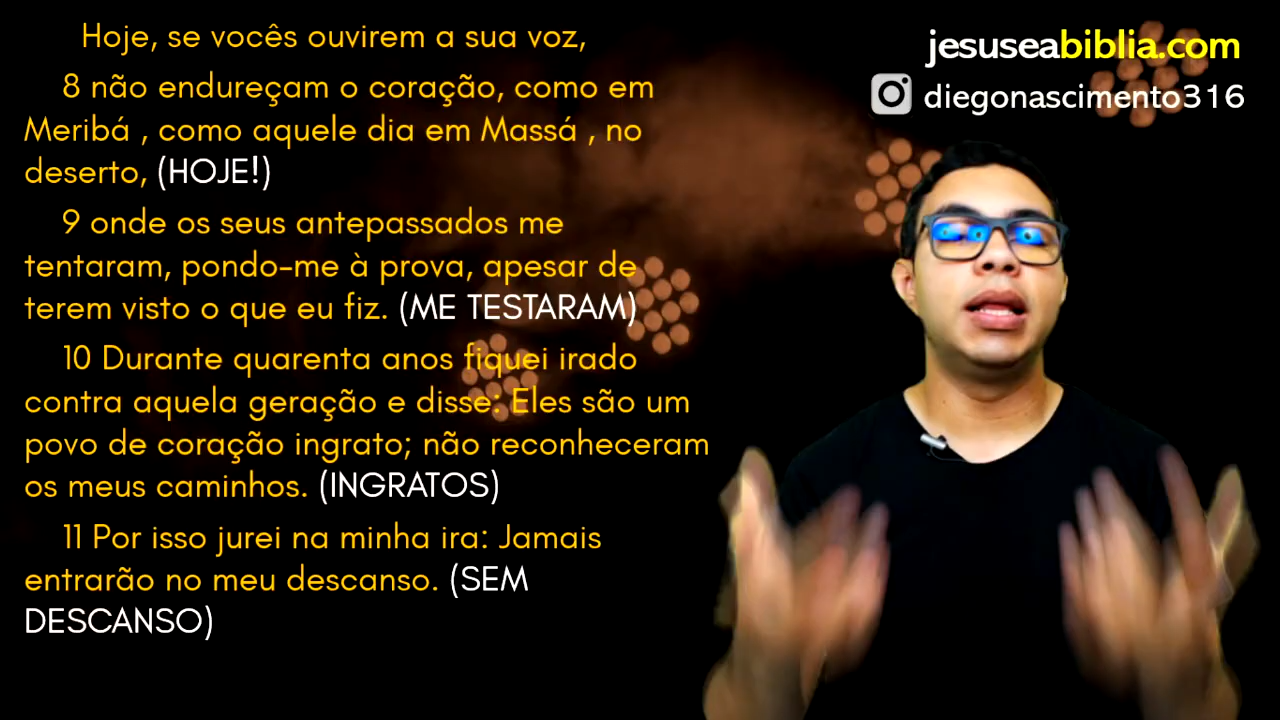 Hoje, se vocês ouvirem a sua voz,
8 não endureçam o coração, como em
Meribá , como aquele dia em Massá , no
deserto, (HOJE!)
9 onde os seus antepassados me
tentaram, pondo-me à prova, apesar de
terem visto o que eu fiz. (ME TESTARAM)
10 Durante quarenta anos fiquei irado
contra aquela geração e disse: Eles são um
povo de coração ingrato; não reconheceram
os meus caminhos. (INGRATOS)
11 Por isso jurei na minha ira: Jamais
entrarão no meu descanso. (SEM
DESCANSO)
jesuseabiblia.com
diegonascimento316